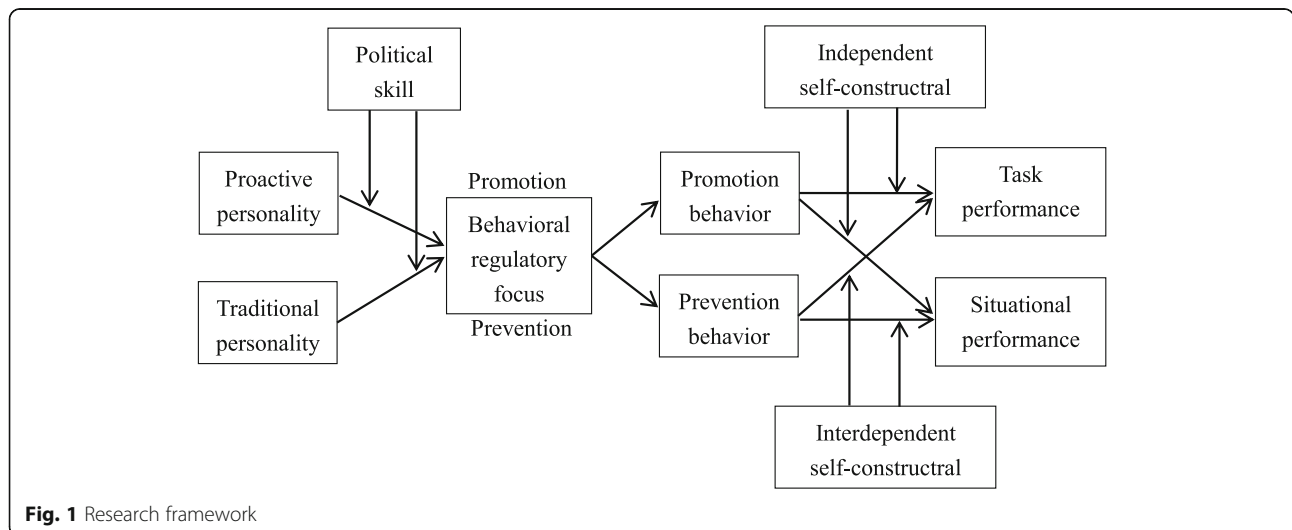 Political
skill
Independent
self-constructral
Proactive
personality
Promotion
Promotion
behavior
Task
performance
Behavioral
regulatory
focus
Traditional
personality
Prevention
Prevention
behavior
Situational
performance
Interdependent
self-constructral
Fig. 1 Research framework